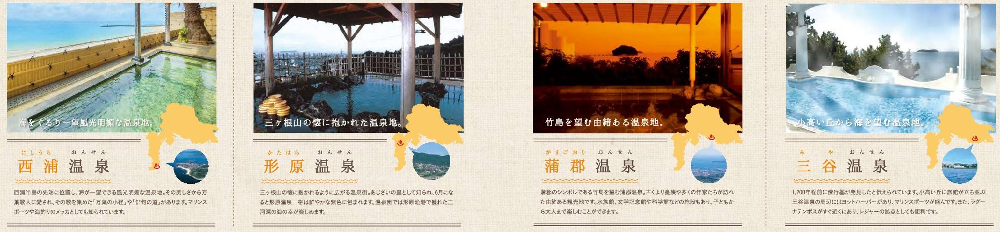 海をぐるり一望風光明媚な温泉地。
にしうら おんせん
西浦温泉
西浦半島の先端に位置し、海が一望できる風光明媚な温泉地。その美しさから万
葉歌人に愛され、その歌を集めた「万葉の小径」や「俳句の道」があります。マリンス
ポーツや海釣りのメッカとしても知られています。
三ヶ根山の懐に抱かれた温泉地。
かたはら おんせん
形原温泉
三ヶ根山の懐に抱かれるように広がる温泉街。あじさいの里として知られ、6月にな
ると形原温泉一帯は鮮やかな紫色に包まれます。温泉街では形原漁港で獲れた三
河湾の海の幸が楽しめます。
竹島を望む由緒ある温泉地。
がまごおり おんせん
蒲郡温泉
蒲郡のシンボルである竹島を望む蒲郡温泉。古くより皇族や多くの作家たちが訪れ
た由緒ある観光地です。水族館、文学記念館や科学館などの施設もあり、子どもか
ら大人まで楽しむことができます。
小高い丘から海を望む温泉地。
みや おんせん
三谷温泉
1,200年程前に僧行基が発見したと伝えられています。小高い丘に旅館が立ち並ぶ
三谷温泉の周辺にはヨットハーバーがあり、マリンスポーツが盛んです。また、ラグー
ナテンボスがすぐ近くにあり、レジャーの拠点としても便利です。